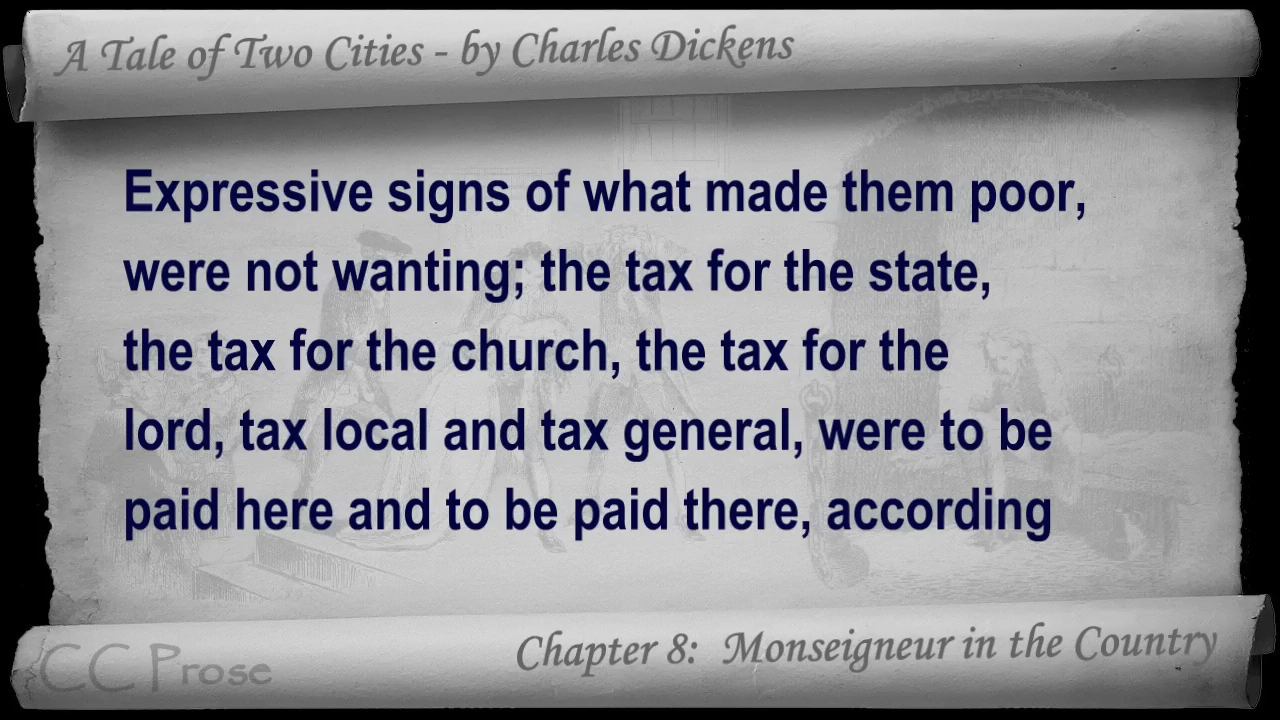 A Tale of Two Cities - by Charles Dickens
Expressive signs of what made them poor,
were not wanting; the tax for the state,
the tax for the church, the tax for the
lord, tax local and tax general, were to be
paid here and to be paid there, according
Chapter 8: Monseigneur in the Country
CC Prose